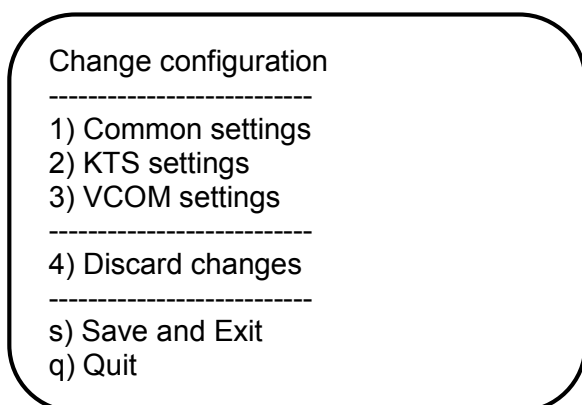 Change configuration
---------------------------
1) Common settings
2) KTS settings
3) VCOM settings
---------------------------
4) Discard changes
---------------------------
s) Save and Exit
q) Quit